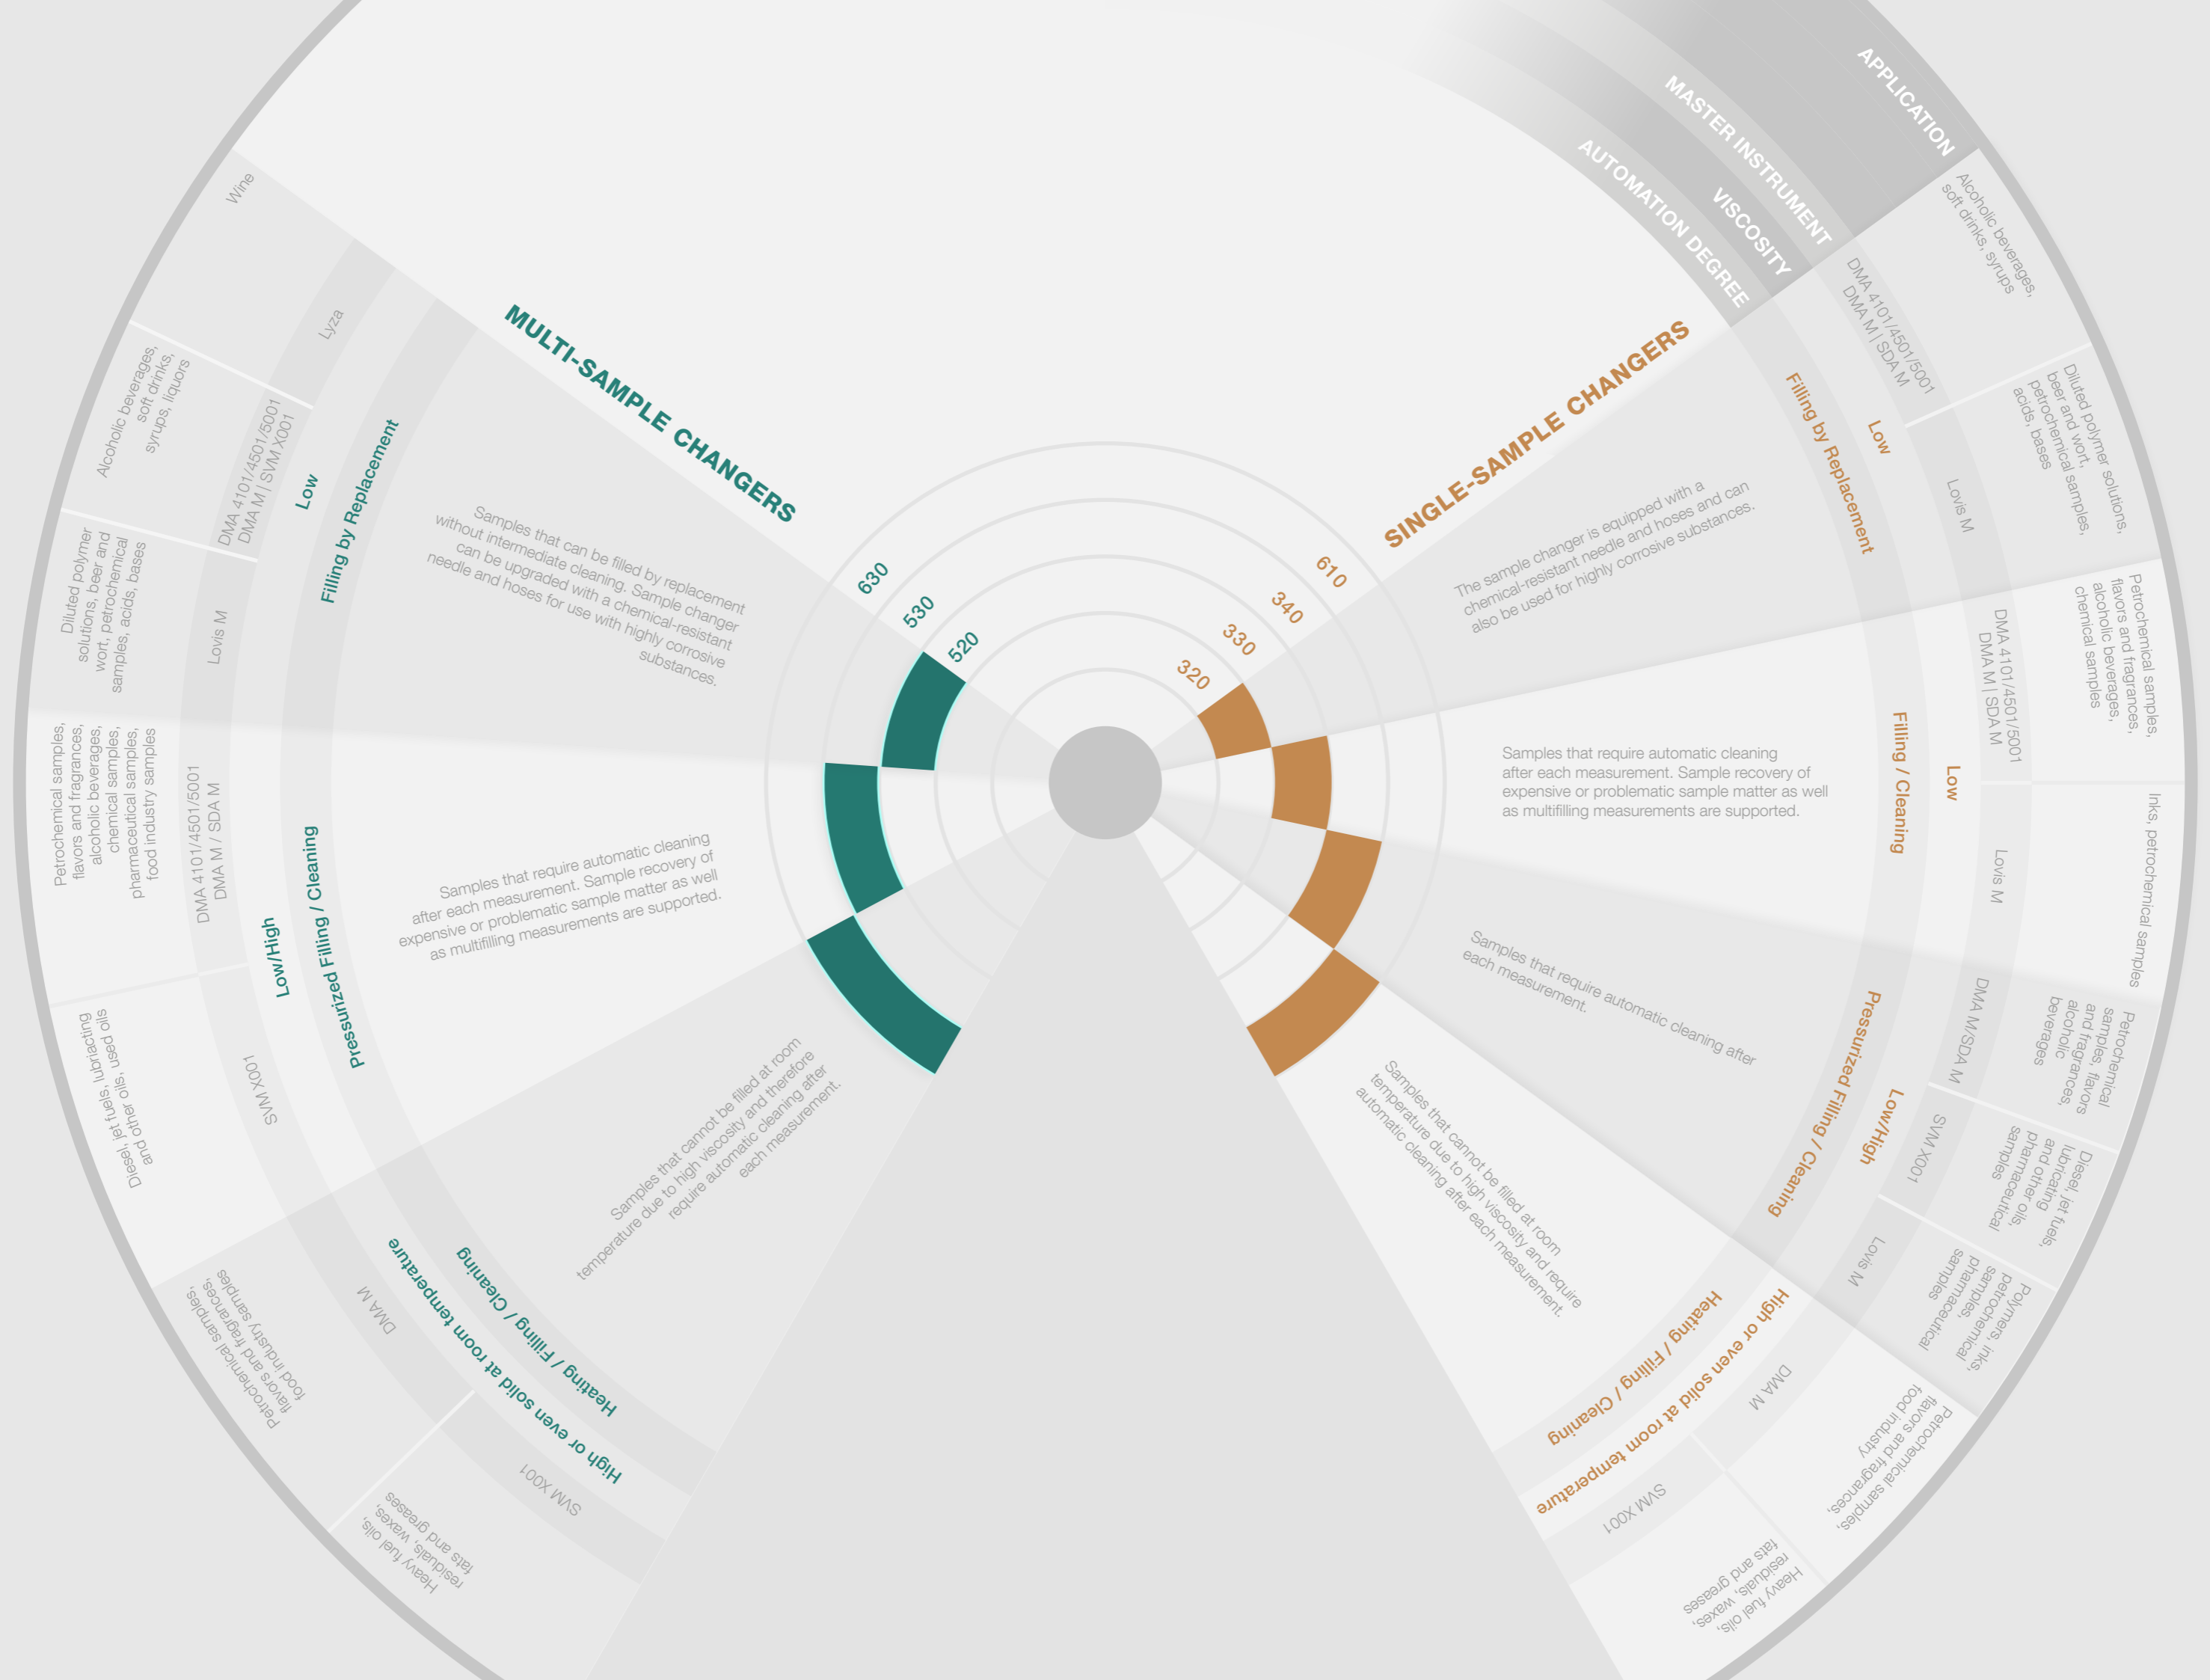 APPLICATION
MASTER INSTRUMENT
VISCOSITY
AUTOMATION DEGREE
MULTI-SAMPLE CHANGERS
630
530
520
Wine
Lyza
Alcoholic beverages,
soft drinks,
syrups, liquors
DMA 4101/4501/5001
DMA M | SVM X001
Low
Filling by Replacement
Samples that can be filled by replacement
without intermediate cleaning. Sample changer
can be upgraded with a chemical-resistant
needle and hoses for use with highly corrosive
substances.
Diluted polymer
solutions, beer and
wort, petrochemical
samples, acids, bases
Lovis M
Petrochemical samples,
flavors and fragrances,
alcoholic beverages,
chemical samples,
pharmaceutical samples,
food industry samples
DMA 4101/4501/5001
DMA M / SDA M
Low/High
Pressurized Filling / Cleaning
Samples that require automatic cleaning
after each measurement. Sample recovery of
expensive or problematic sample matter as well
as multifilling measurements are supported.
Diesel, jet fuels, lubriacting
and other oils, used oils
SVM X001
Petrochemical samples,
flavors and fragrances,
food industry samples
DMA M
High or even solid at room temperature
Heating / Filling / Cleaning
Samples that cannot be filled at room
temperature due to high viscosity and therefore
require automatic cleaning after
each measurement.
Heavy fuel oils,
residuals, waxes,
fats and greases
SVM X001
SINGLE-SAMPLE CHANGERS
610
340
330
320
Alcoholic beverages,
soft drinks, syrups
DMA 4101/4501/5001
DMA M | SDA M
Low
Filling by Replacement
The sample changer is equipped with a
chemical-resistant needle and hoses and can
also be used for highly corrosive substances.
Diluted polymer solutions,
beer and wort,
petrochemical samples,
acids, bases
Lovis M
Petrochemical samples,
flavors and fragrances,
alcoholic beverages,
chemical samples
DMA 4101/4501/5001
DMA M | SDA M
Low
Filling / Cleaning
Samples that require automatic cleaning
after each measurement. Sample recovery of
expensive or problematic sample matter as well
as multifilling measurements are supported.
Inks, petrochemical samples
Lovis M
Petrochemical
samples, flavors
and fragrances,
alcoholic
beverages
DMA M/SDA M
Low/High
Pressurized Filling / Cleaning
Samples that require automatic cleaning after
each measurement.
Diesel, jet fuels,
lubricating
and other oils,
pharmaceutical
samples
SVM X001
Polymers, inks,
petrochemical
samples,
pharmaceutical
samples
Lovis M
Petrochemical samples,
flavors and fragrances,
food industry
DMA M
High or even solid at room temperature
Heating / Filling / Cleaning
Samples that cannot be filled at room
temperature due to high viscosity and require
automatic cleaning after each measurement.
Heavy fuel oils,
residuals, waxes,
fats and greases
SVM X001